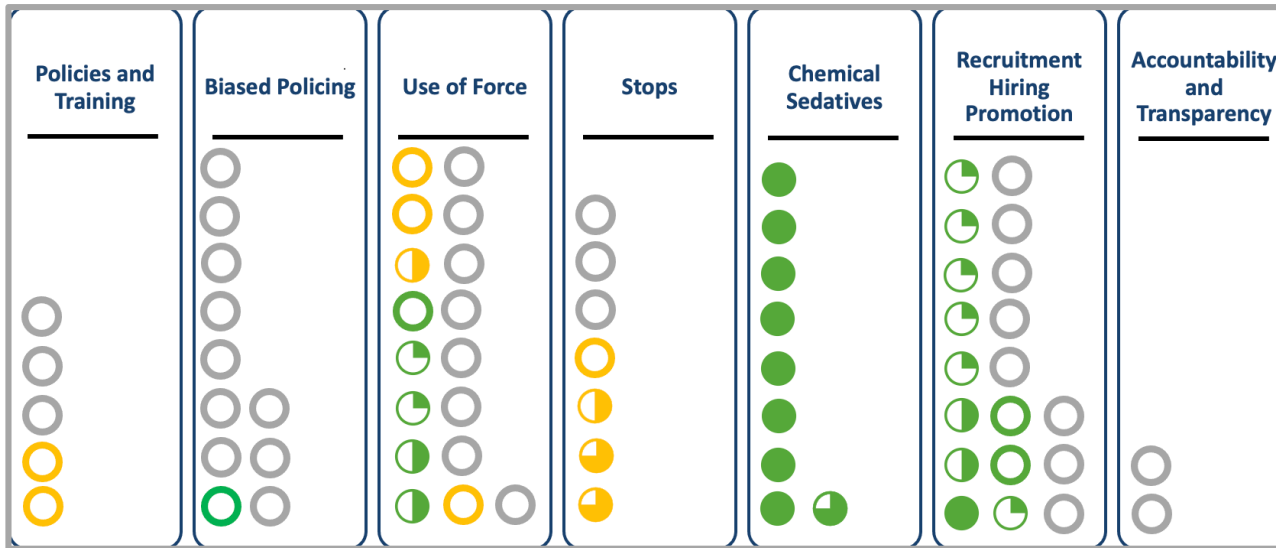 Policies and
Training
Biased Policing
Use of Force
Stops
Chemical
Sedatives
Recruitment
Hiring
Promotion
Accountability
and
Transparency